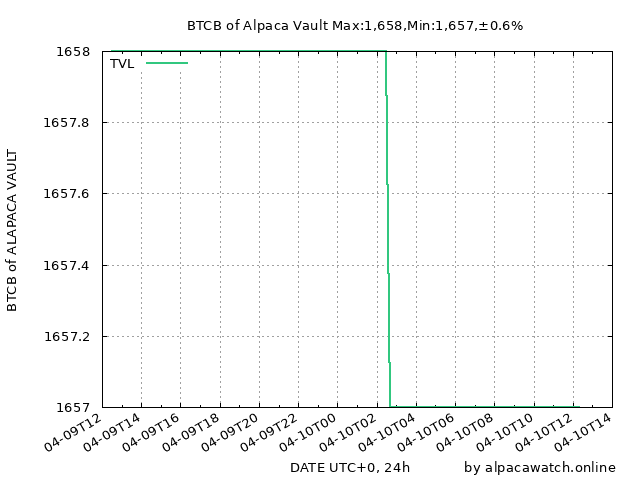 BTCB of Alpaca Vault Max:1,658,Min:1,657,±0.6%
BTCB of ALAPACA VAULT
TVL
1658
1657.8
1657.6
1657.4
1657.2
1657
04-09T12
04-09T14
04-09T16
04-09T18
04-09T20
04-09T22
04-10T00
04-10T02
04-10T04
04-10T06
04-10T08
04-10T10
04-10T12
04-10T14
DATE UTC+0, 24h
by alpacawatch.online